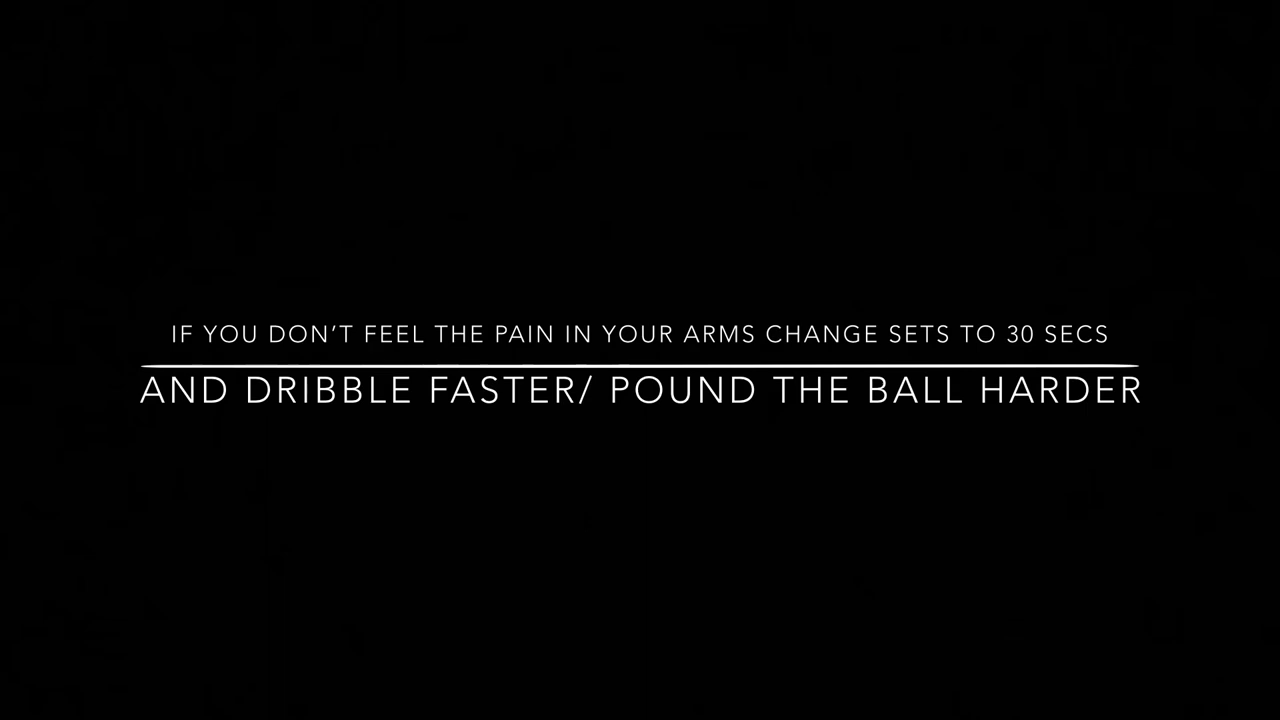 IF YOU DON’T FEEL THE PAIN IN YOUR ARMS CHANGE SETS TO 30 SECS
AND DRIBBLE FASTER/ POUND THE BALL HARDER